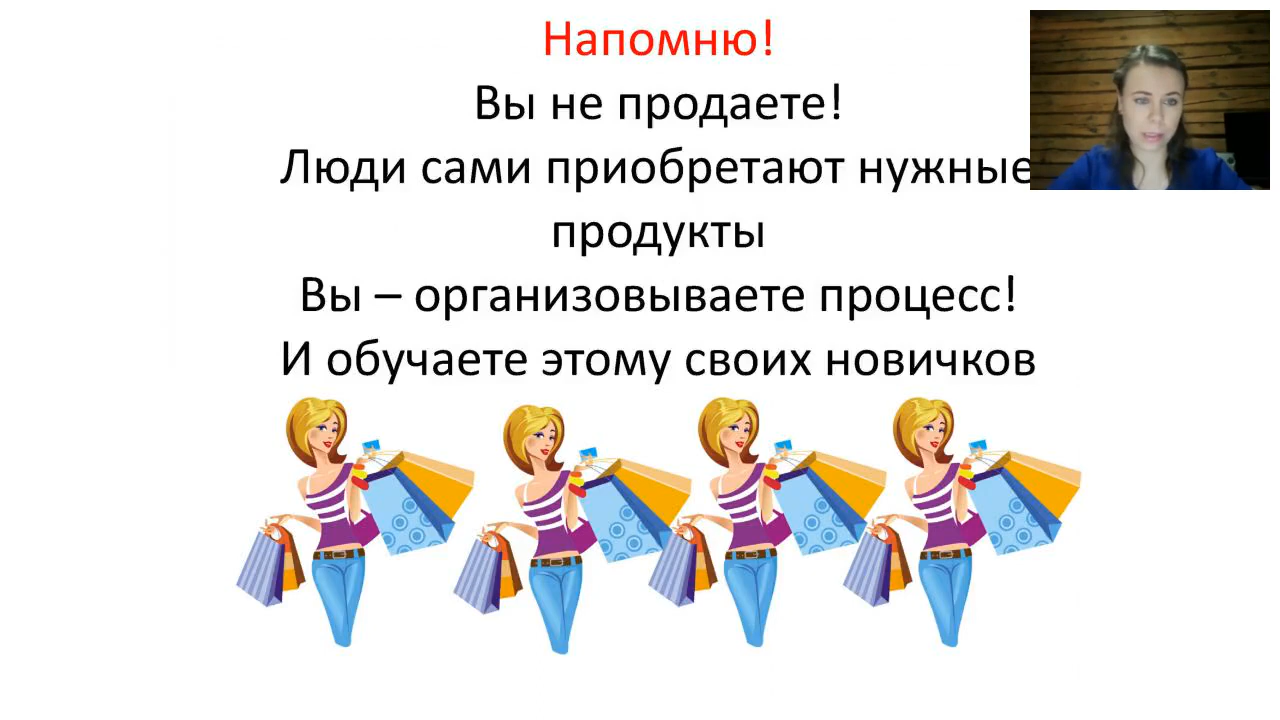 Напомню!
Вы не продаете!
Люди сами приобретают нужные
продукты
Вы – организовываете процесс!
И обучаете этому своих новичков